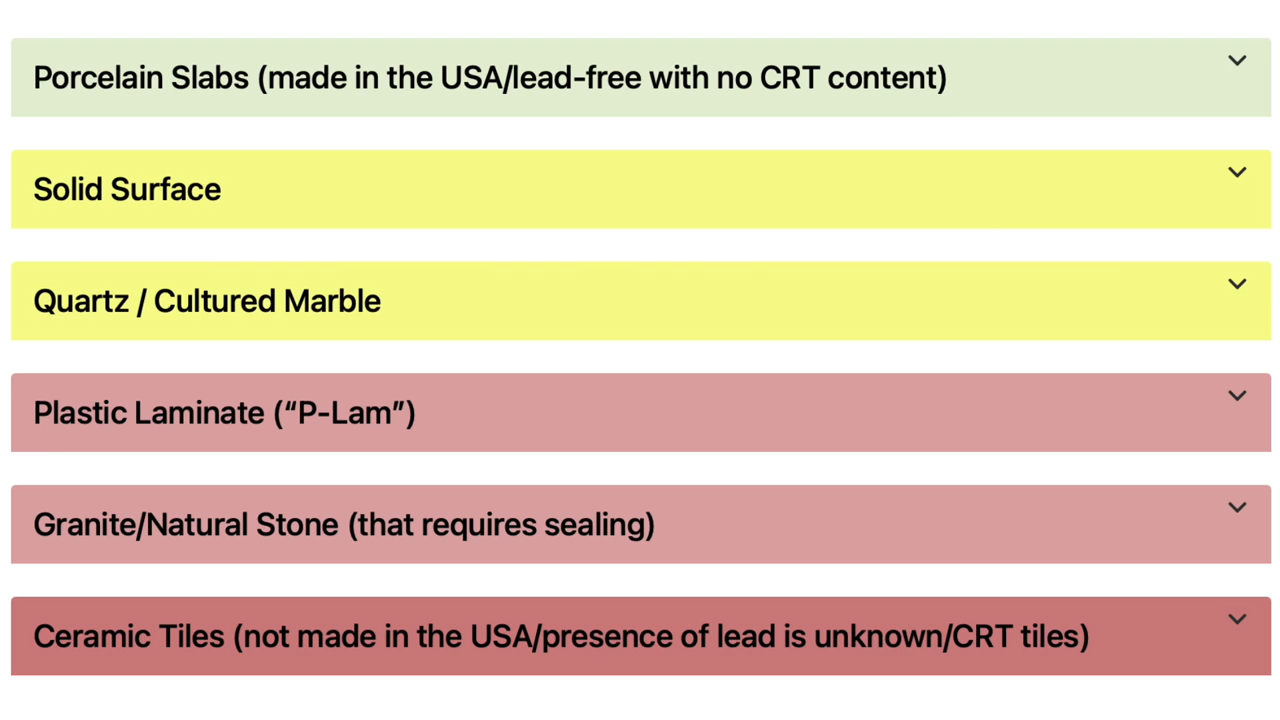 Porcelain Slabs (made in the USA/lead-free with no CRT content)
Solid Surface
Quartz / Cultured Marble
Plastic Laminate (“P-Lam”)
Granite/Natural Stone (that requires sealing)
Ceramic Tiles (not made in the USA/presence of lead is unknown/CRT tiles)